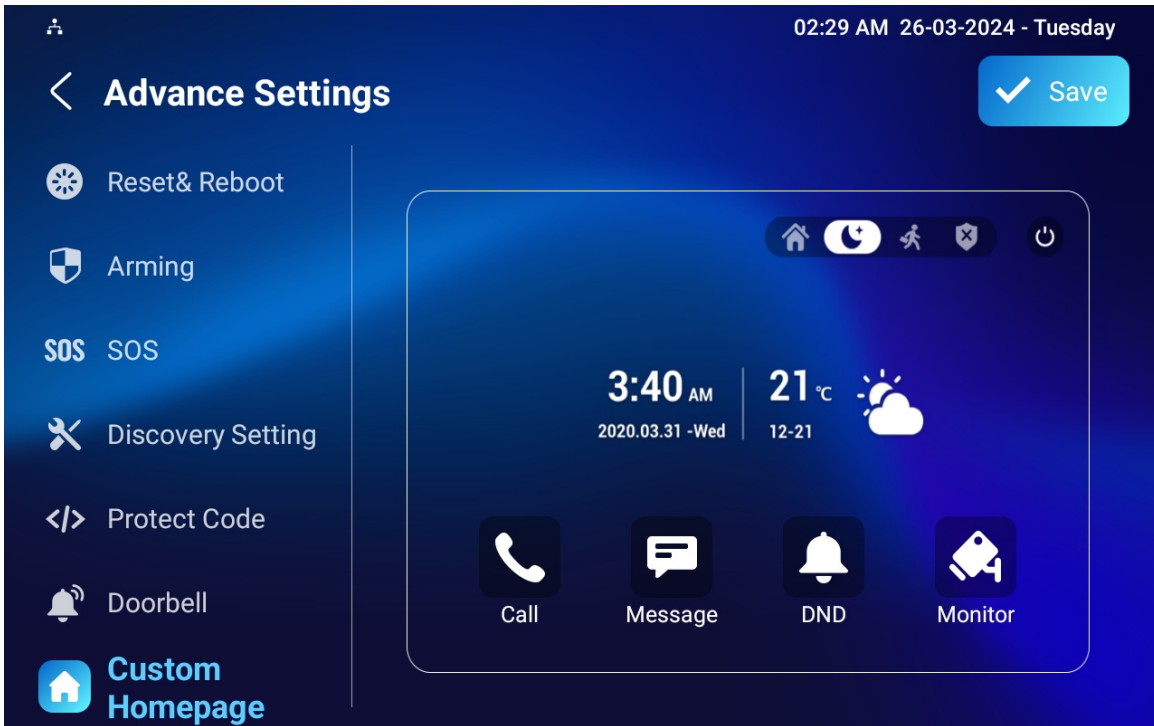 02:29 AM 26-03-2024 - Tuesday
Advance Settings
Save
Reset& Reboot
Arming
SOS SOS
Discovery Setting
Protect Code
Doorbell
Custom
Homepage
3:40 AM
2020.03.31 -Wed
21 °C
12-21
Call
Message
DND
Monitor